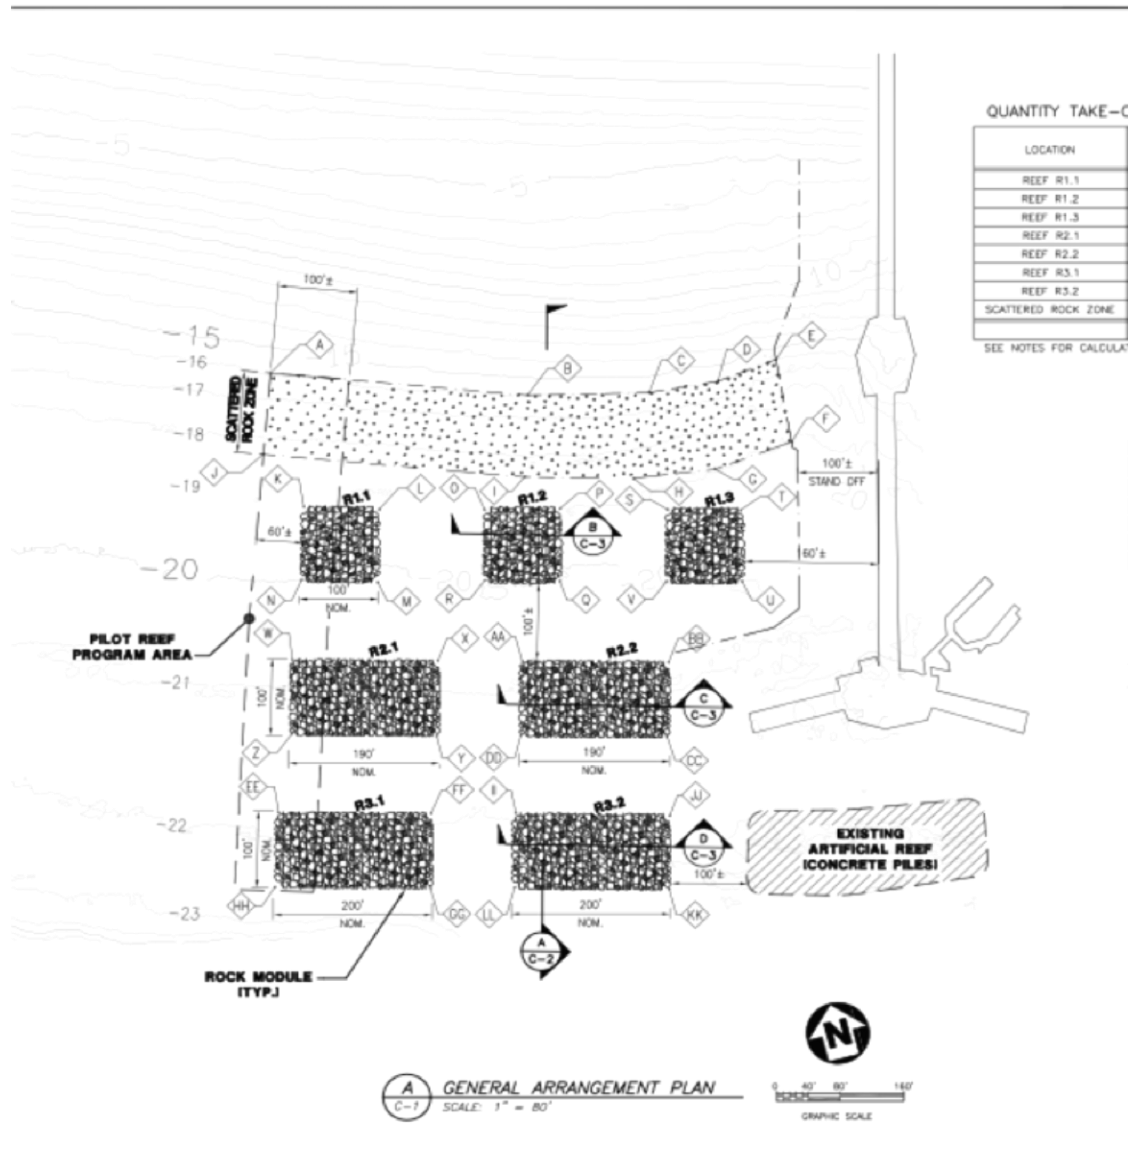 QUANTITY TAKE-O
LOCATION
REEF R1.1
REEF R1.2
REEF R1.3
REEF R2.1
REEF R2.2
REEF R3.1
REEF R3.2
SCATTERED ROCK ZONE
SEE NOTES FOR CALCULAT
-5
-5
10
100'±
-15
-16
-17
-18
-19
-20
-20
-21
-22
-23
SCATTERED
ROCK ZONE
A
B
C
D
E
F
G
H
I
J
K
L
O
P
S
T
R1.1
R1.2
R1.3
B
C-3
100'±
STAND OFF
60'±
60'±
100'
NOM.
N
M
R
Q
V
U
100'±
PILOT REEF
PROGRAM AREA
W
X
AA
BB
R2.1
R2.2
100'
NOM.
C
C-3
190'
NOM.
190'
NOM.
Z
Y
DD
CC
EE
FF
II
JJ
R3.1
R3.2
100'
NOM.
D
C-3
EXISTING
ARTIFICIAL REEF
(CONCRETE PILES)
100'±
HH
GG
LL
KK
200'
NOM.
200'
NOM.
A
C-2
ROCK MODULE
(TYP.)
N
A
C-1
GENERAL ARRANGEMENT PLAN
SCALE: 1" = 80'
0 40' 80' 160'
GRAPHIC SCALE